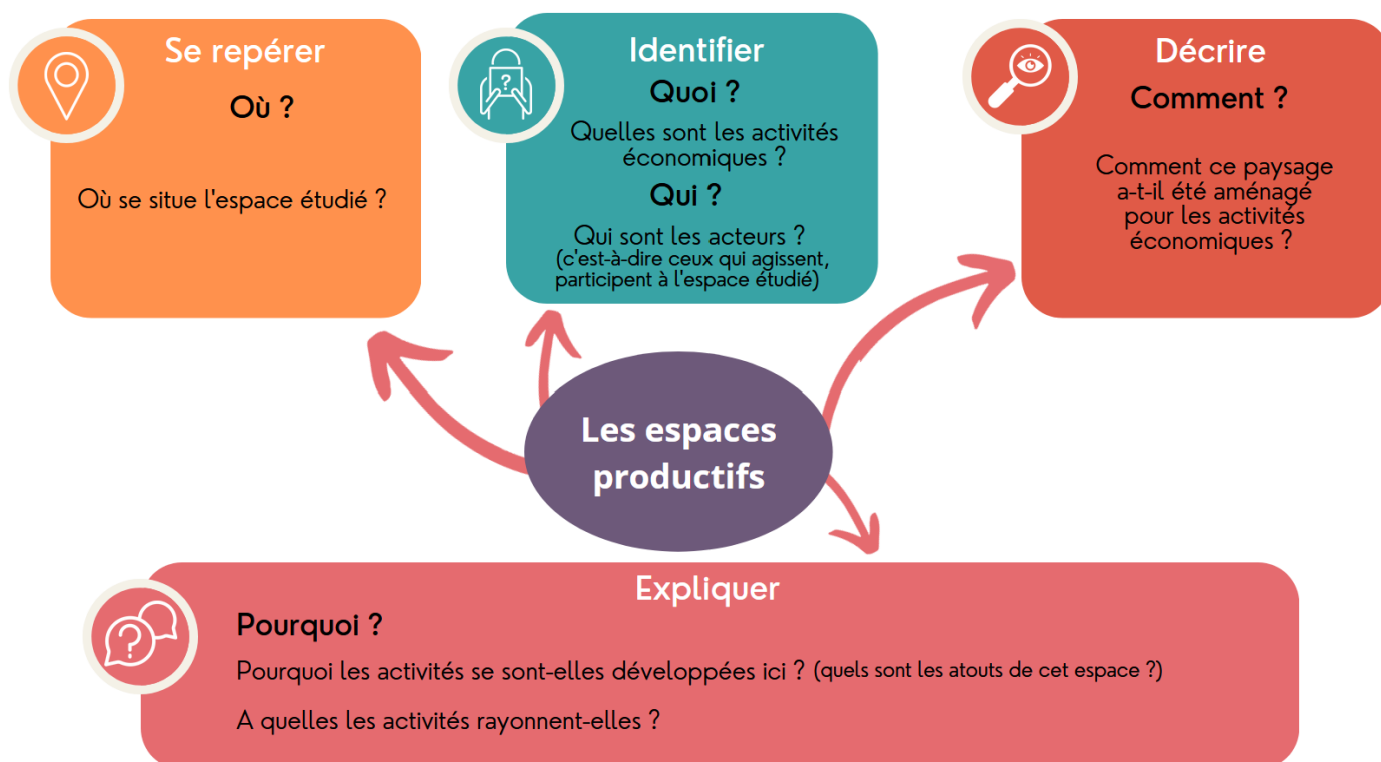 Se repérer
Où ?
Où se situe l'espace étudié ?
Identifier
Quoi ?
Quelles sont les activités
économiques ?
Qui ?
Qui sont les acteurs ?
(c'est-à-dire ceux qui agissent,
participent à l'espace étudié)
?
Décrire
Comment ?
Comment ce paysage
a-t-il été aménagé
pour les activités
économiques ?
Les espaces
productifs
Expliquer
?
Pourquoi ?
Pourquoi les activités se sont-elles développées ici ? (quels sont les atouts de cet espace ?)
A quelles les activités rayonnent-elles ?